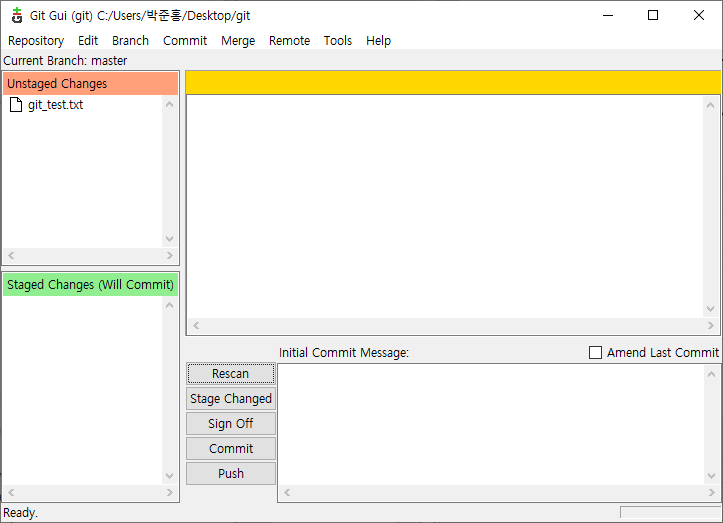 Git Gui (git) C:/Users/박준홍/Desktop/git
Repository Edit Branch Commit Merge Remote Tools Help
Current Branch: master
Unstaged Changes
git_test.txt
Staged Changes (Will Commit)
Initial Commit Message:
Amend Last Commit
Rescan
Stage Changed
Sign Off
Commit
Push
Ready.